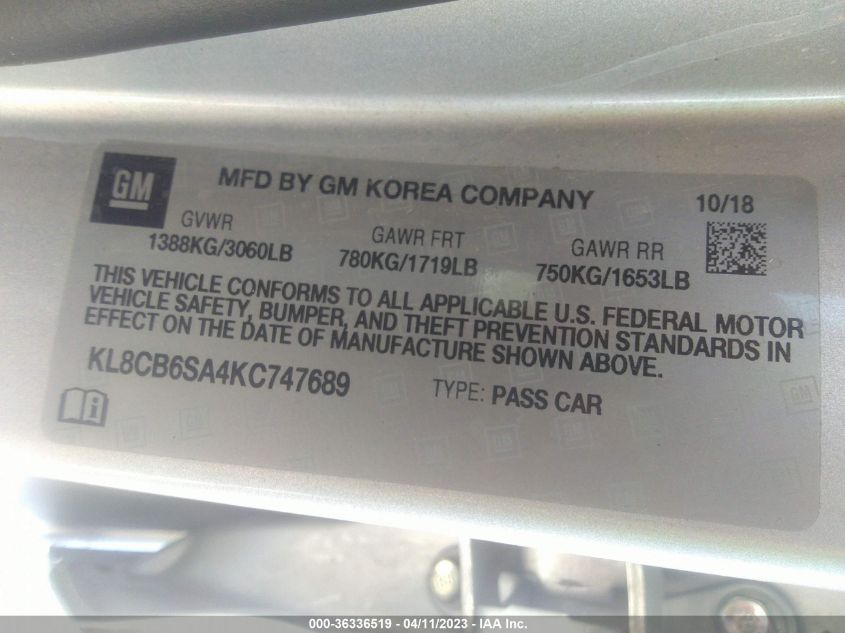 GM
MFD BY GM KOREA COMPANY 10/18
GVWR
1388KG/3060LB
GAWR FRT
780KG/1719LB
GAWR RR
750KG/1653LB
THIS VEHICLE CONFORMS TO ALL APPLICABLE U.S. FEDERAL MOTOR
VEHICLE SAFETY, BUMPER, AND THEFT PREVENTION STANDARDS IN
EFFECT ON THE DATE OF MANUFACTURE SHOWN ABOVE.
KL8CB6SA4KC747689 TYPE: PASS CAR
000-36336519 - 04/11/2023 - IAA Inc.